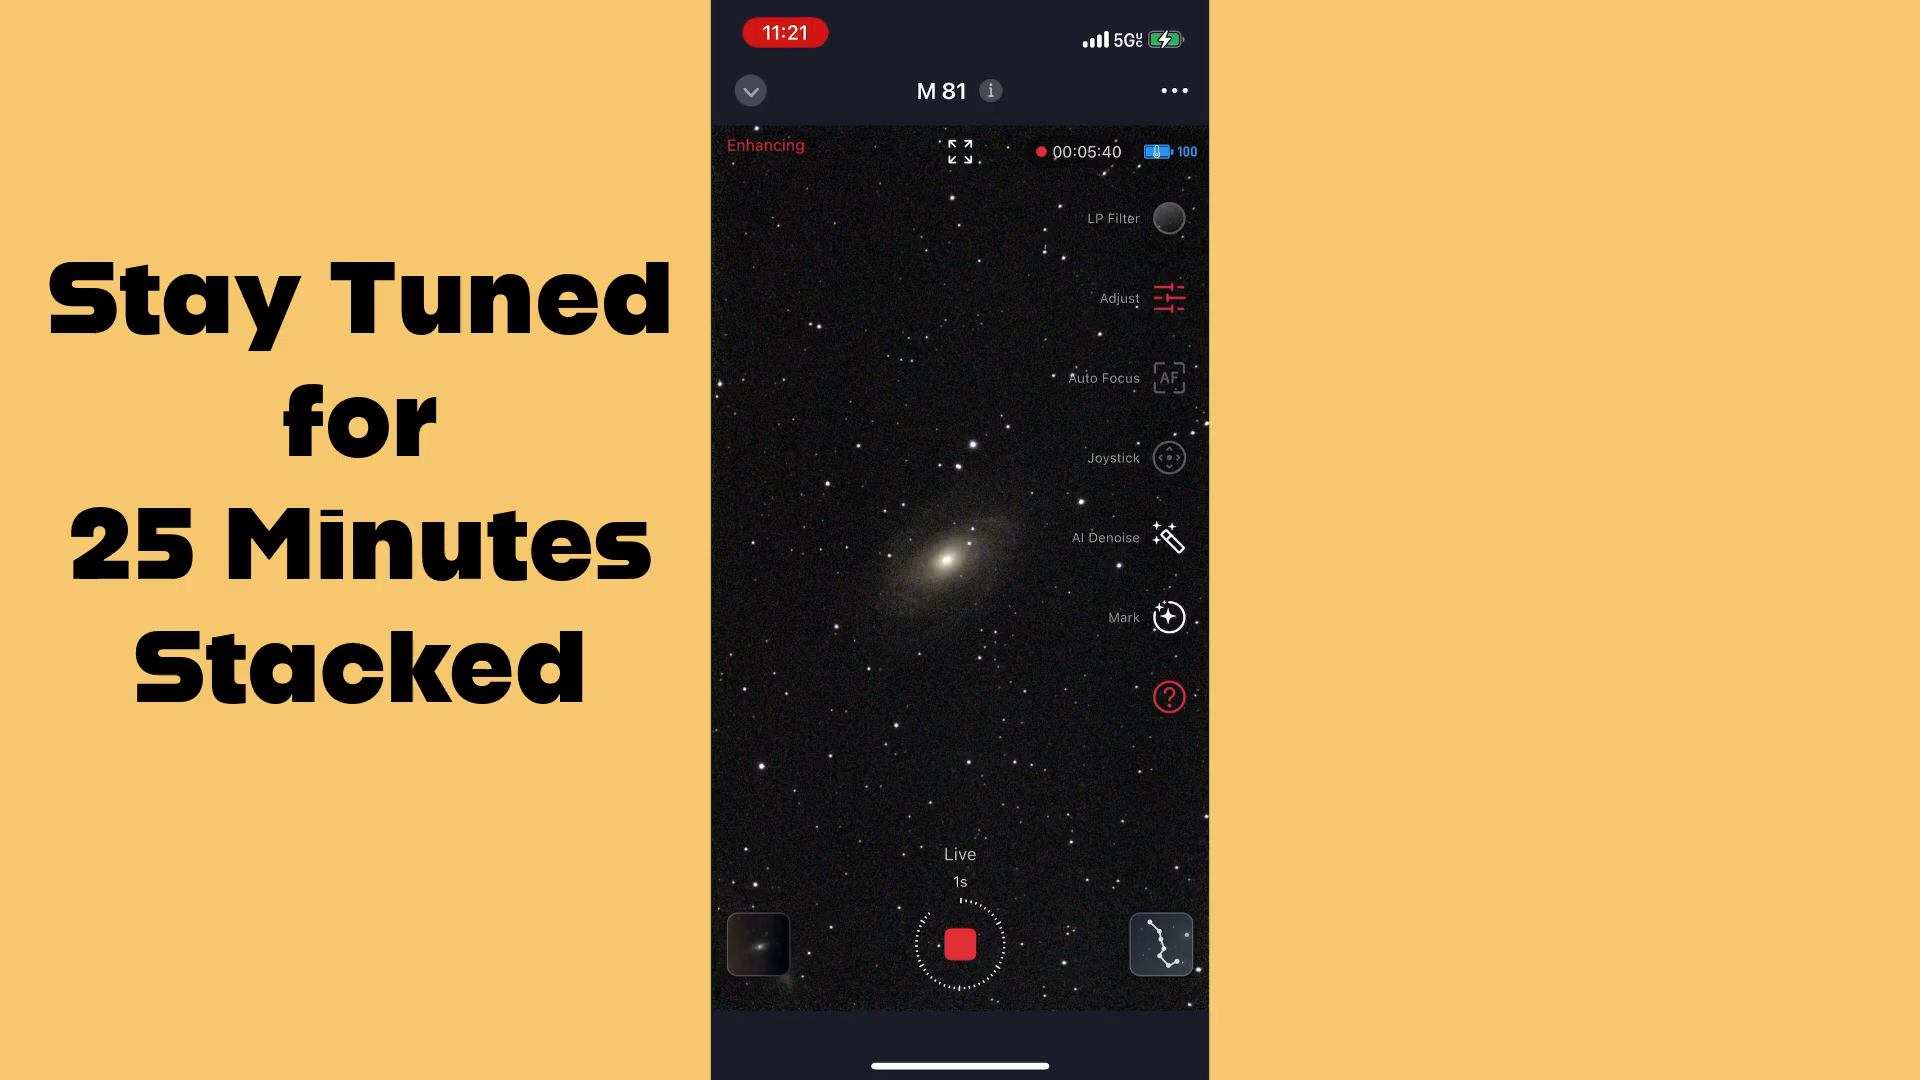 Stay Tuned
for
25 Minutes
Stacked
11:21
5GUC
M 81
Enhancing
00:05:40
100
LP Filter
Adjust
Auto Focus
AF
Joystick
AI Denoise
Mark
Live
1s